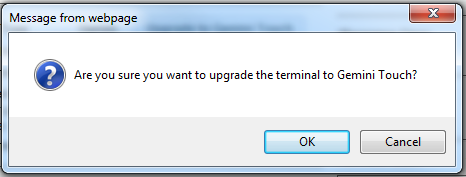 Message from webpage
Are you sure you want to upgrade the terminal to Gemini Touch?
OK
Cancel